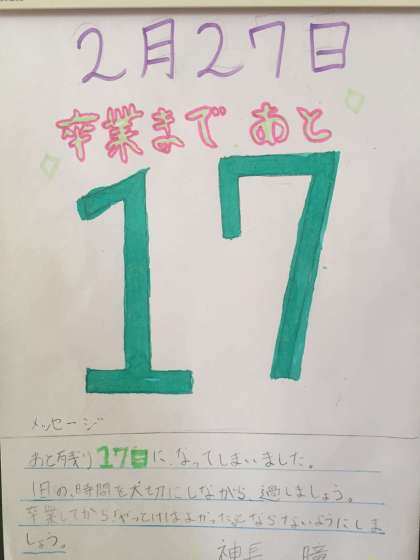 2月27日
卒業まで あと
17
メッセージ
あと残り17日になってしまいました。
1日の、時間を大切にしながら、過しましょう。
卒業してから、やっとけばよかったとならないようにしま
しょう。
神長 瞳